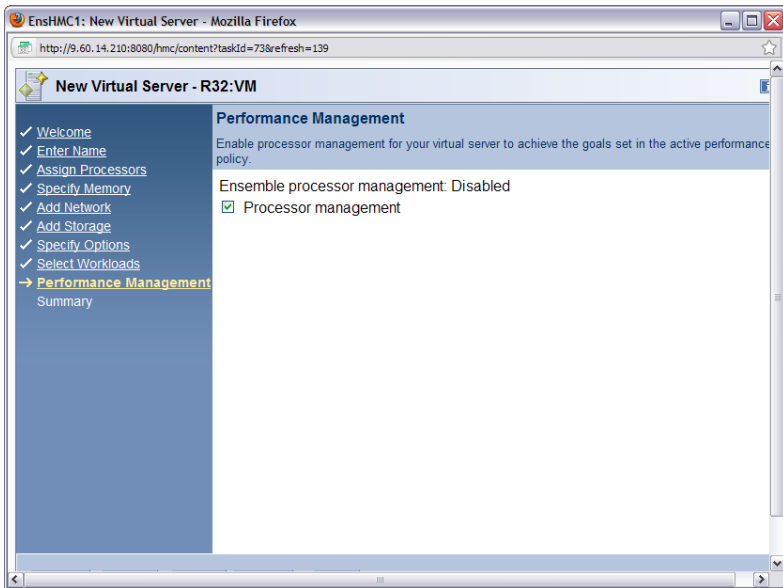 EnsHMC1: New Virtual Server - Mozilla Firefox
http://9.60.14.210:8080/hmc/content?taskId=73&refresh=139
New Virtual Server - R32:VM
Welcome
Enter Name
Assign Processors
Specify Memory
Add Network
Add Storage
Specify Options
Select Workloads
Performance Management
Summary
Performance Management
Enable processor management for your virtual server to achieve the goals set in the active performance
policy.
Ensemble processor management: Disabled
Processor management